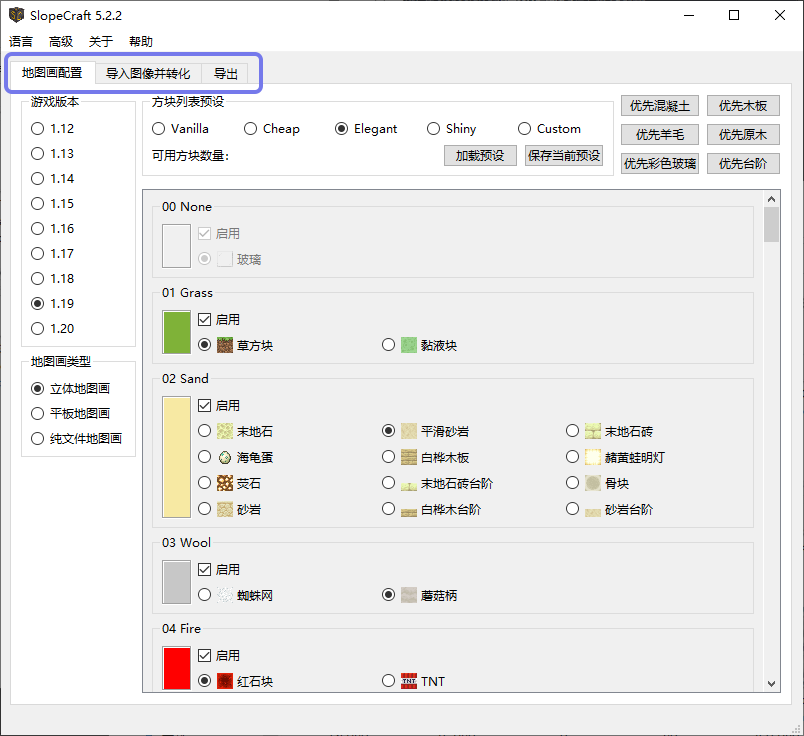 SlopeCraft 5.2.2
语言 高级 关于 帮助
地图画配置 导入图像并转化 导出
游戏版本
1.12
1.13
1.14
1.15
1.16
1.17
1.18
1.19
1.20
地图画类型
立体地图画
平板地图画
纯文件地图画
方块列表预设
Vanilla Cheap Elegant Shiny Custom
可用方块数量:
加载预设 保存当前预设
优先混凝土 优先木板
优先羊毛 优先原木
优先彩色玻璃 优先台阶
00 None
启用
玻璃
01 Grass
启用
草方块 黏液块
02 Sand
启用
末地石 平滑砂岩 末地石砖
海龟蛋 白桦木板 赭黄蛙明灯
荧石 末地石砖台阶 骨块
砂岩 白桦木台阶 砂岩台阶
03 Wool
启用
蜘蛛网 蘑菇柄
04 Fire
启用
红石块 TNT